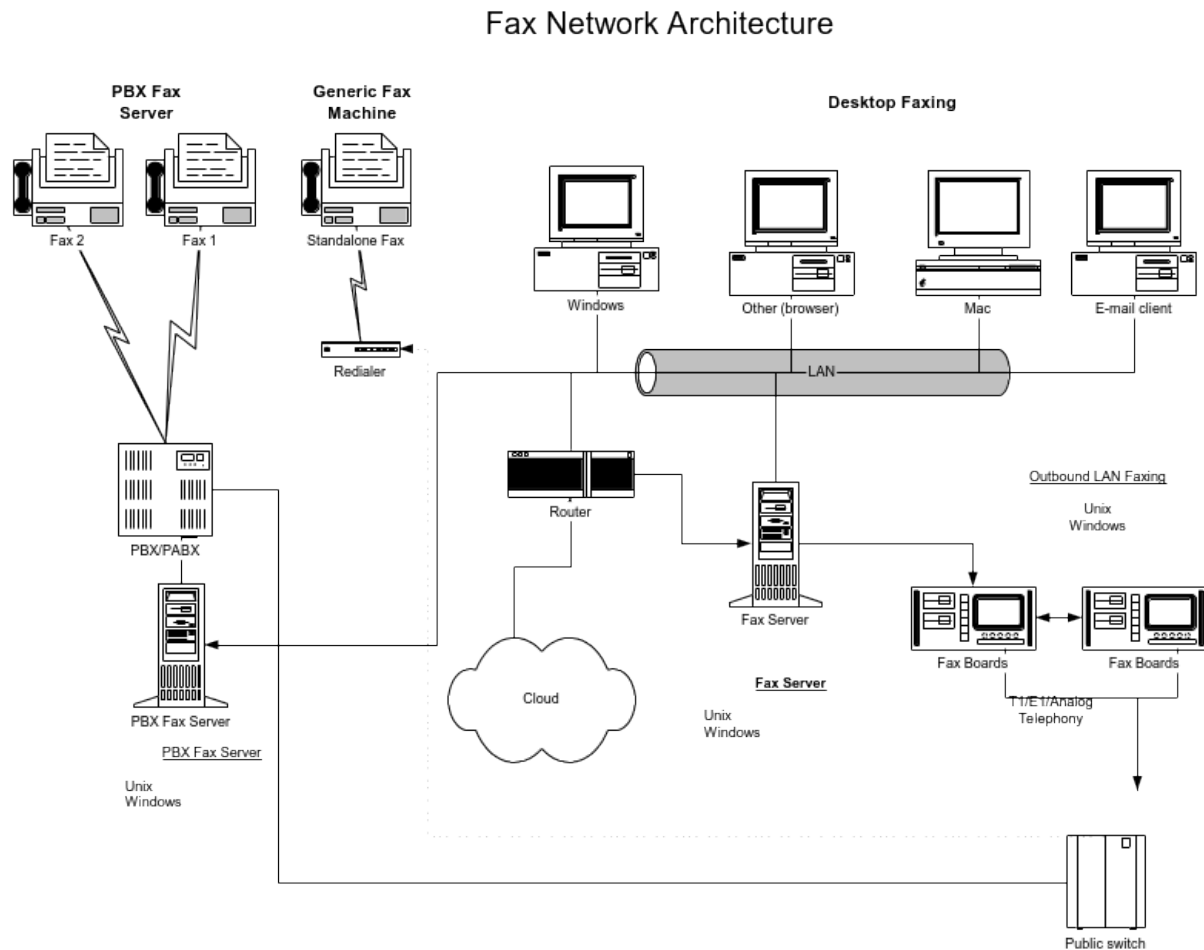 Fax Network Architecture
PBX Fax
Server
Generic Fax
Machine
Desktop Faxing
Fax 2
Fax 1
Standalone Fax
Windows
Other (browser)
Mac
E-mail client
Redialer
LAN
Router
Outbound LAN Faxing
Unix
Windows
PBX/PABX
Fax Server
Fax Boards
Fax Boards
Cloud
Fax Server
T1/E1/Analog
Telephony
PBX Fax Server
Unix
Windows
PBX Fax Server
Unix
Windows
Public switch